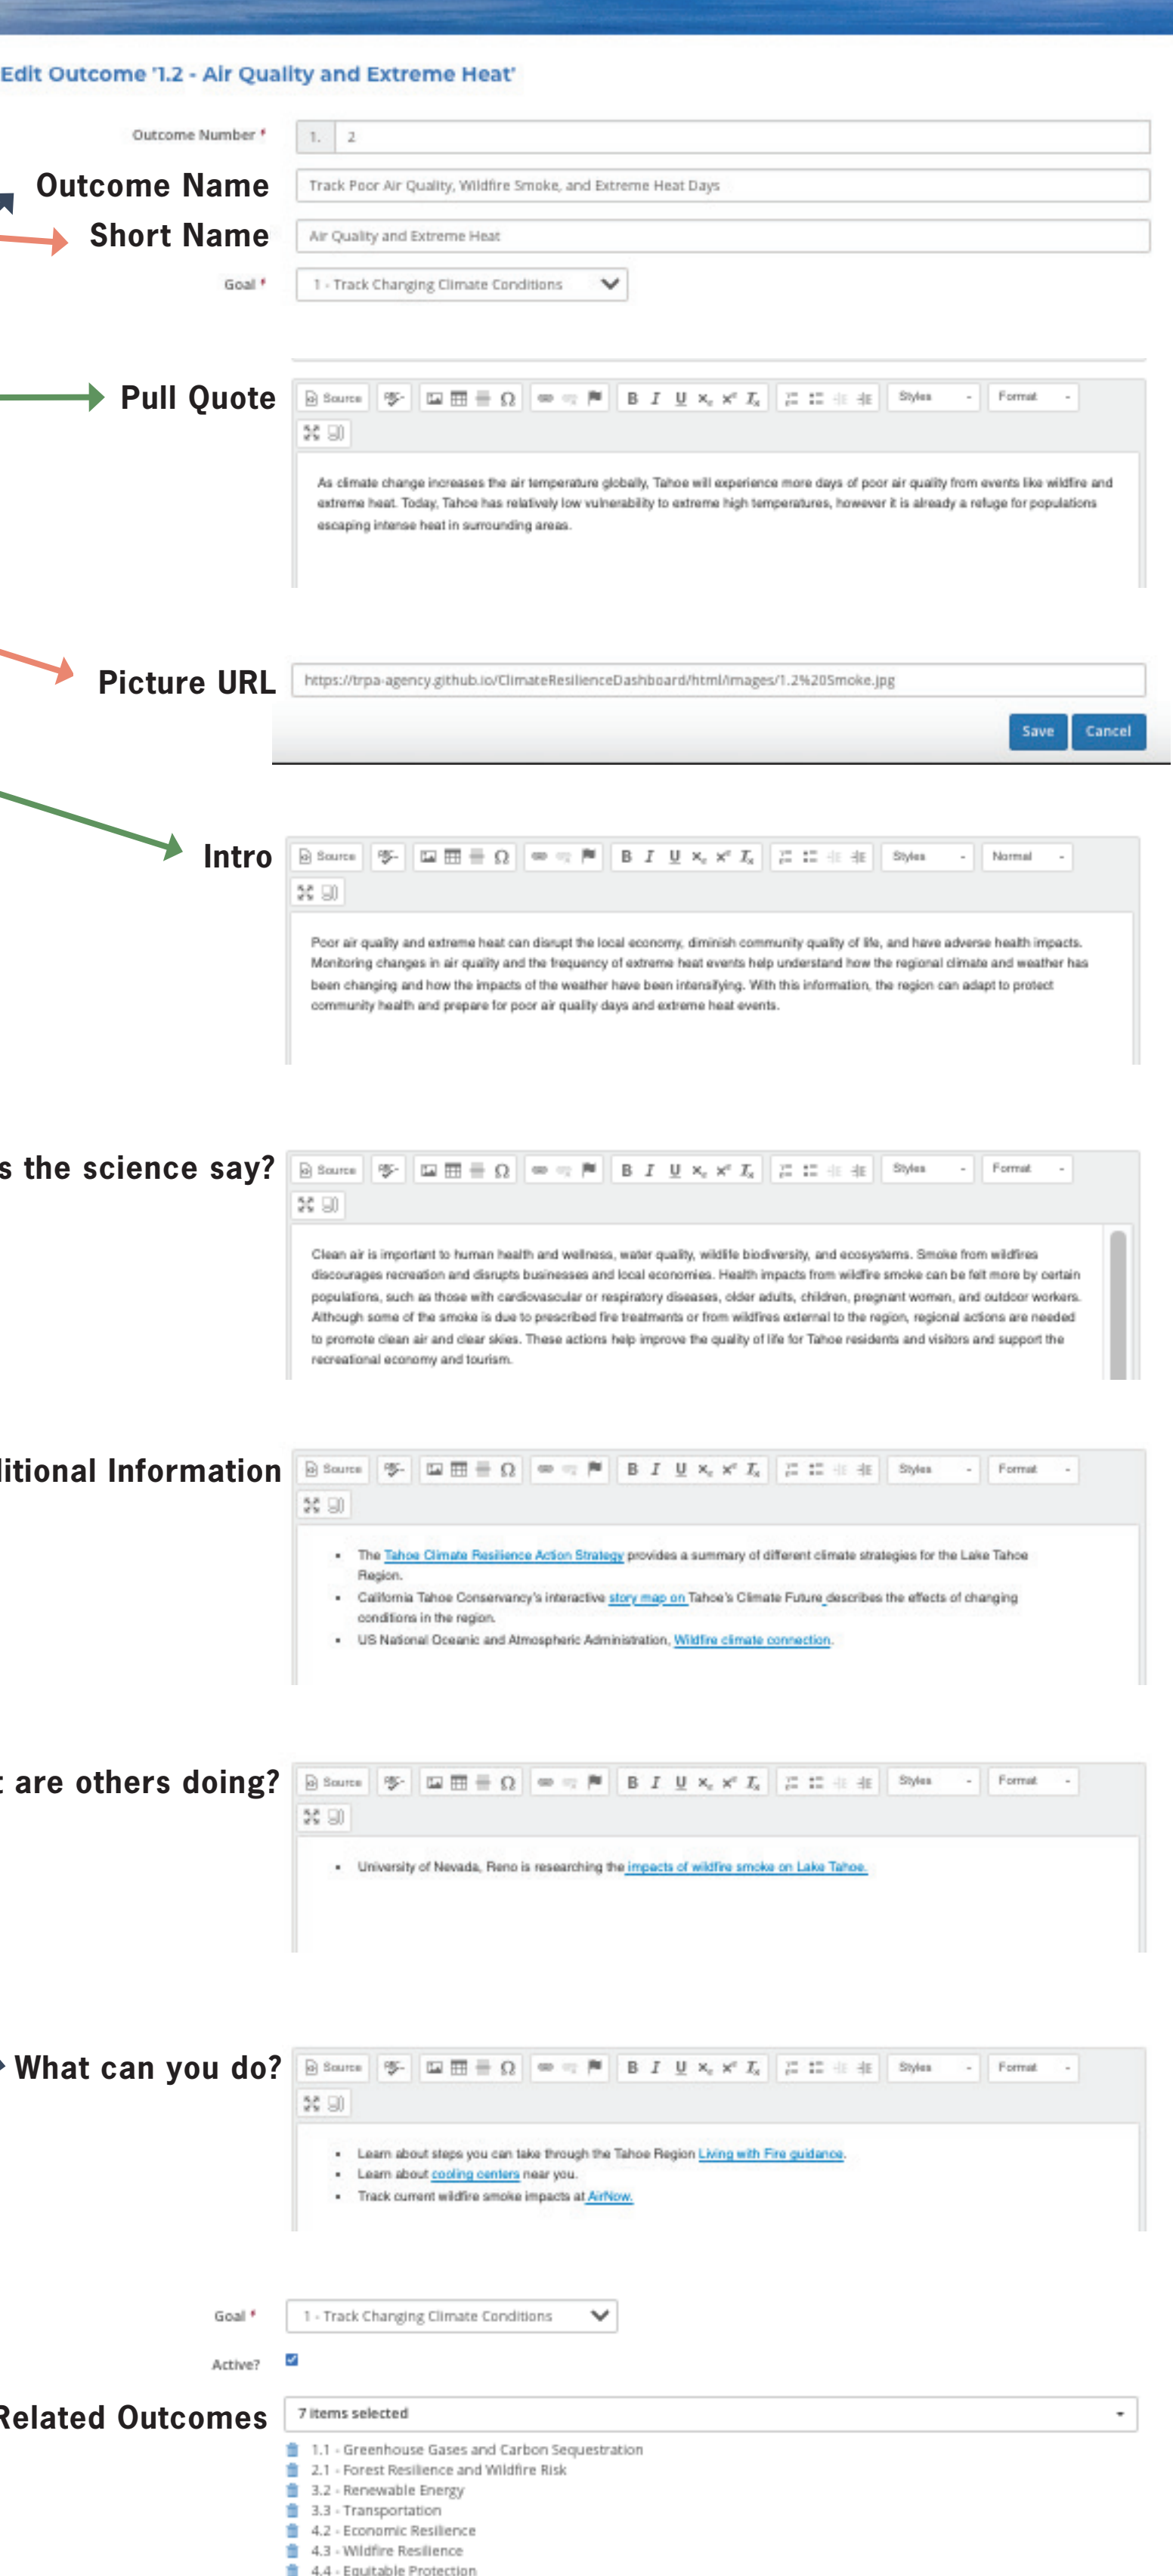 Edit Outcome '1.2 - Air Quality and Extreme Heat'
Outcome Number *
1. 2
Outcome Name
Track Poor Air Quality, Wildfire Smoke, and Extreme Heat Days
Short Name
Air Quality and Extreme Heat
Goal *
1 - Track Changing Climate Conditions
Pull Quote
Source
B I U Styles Format
As climate change increases the air temperature globally, Tahoe will experience more days of poor air quality from events like wildfire and
extreme heat. Today, Tahoe has relatively low vulnerability to extreme high temperatures, however it is already a refuge for populations
escaping intense heat in surrounding areas.
Picture URL
https://trpa-agency.github.io/ClimateResilienceDashboard/html/images/1.2%20Smoke.jpg
Save Cancel
Intro
Source
B I U Styles Normal
Poor air quality and extreme heat can disrupt the local economy, diminish community quality of life, and have adverse health impacts.
Monitoring changes in air quality and the frequency of extreme heat events help understand how the regional climate and weather has
been changing and how the impacts of the weather have been intensifying. With this information, the region can adapt to protect
community health and prepare for poor air quality days and extreme heat events.
s the science say?
Source
B I U Styles Format
Clean air is important to human health and wellness, water quality, wildlife biodiversity, and ecosystems. Smoke from wildfires
discourages recreation and disrupts businesses and local economies. Health impacts from wildfire smoke can be felt more by certain
populations, such as those with cardiovascular or respiratory diseases, older adults, children, pregnant women, and outdoor workers.
Although some of the smoke is due to prescribed fire treatments or from wildfires external to the region, regional actions are needed
to promote clean air and clear skies. These actions help improve the quality of life for Tahoe residents and visitors and support the
recreational economy and tourism.
ditional Information
Source
B I U Styles Format
• The Tahoe Climate Resilience Action Strategy provides a summary of different climate strategies for the Lake Tahoe
Region.
• California Tahoe Conservancy's interactive story map on Tahoe's Climate Future describes the effects of changing
conditions in the region.
• US National Oceanic and Atmospheric Administration, Wildfire climate connection.
t are others doing?
Source
B I U Styles Format
• University of Nevada, Reno is researching the impacts of wildfire smoke on Lake Tahoe.
What can you do?
Source
B I U Styles Format
• Learn about steps you can take through the Tahoe Region Living with Fire guidance.
• Learn about cooling centers near you.
• Track current wildfire smoke impacts at AirNow.
Goal *
1 - Track Changing Climate Conditions
Active?
Related Outcomes
7 items selected
1.1 - Greenhouse Gases and Carbon Sequestration
2.1 - Forest Resilience and Wildfire Risk
3.2 - Renewable Energy
3.3 - Transportation
4.2 - Economic Resilience
4.3 - Wildfire Resilience
4.4 - Equitable Protection